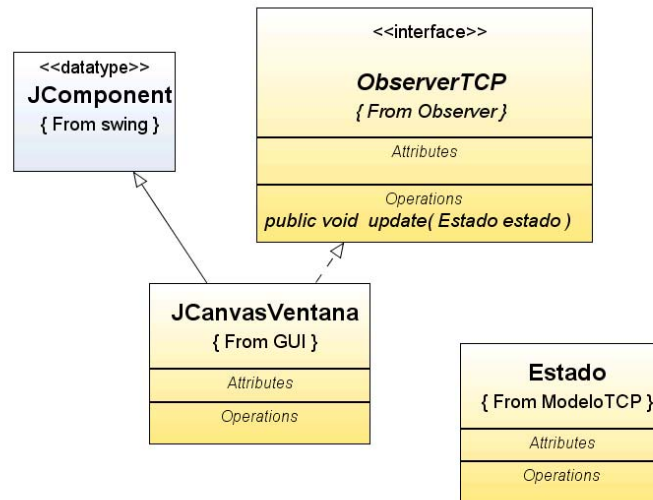 <<datatype>>
JComponent
{ From swing }
<<interface>>
ObserverTCP
{ From Observer }
Attributes
Operations
public void update( Estado estado )
JCanvasVentana
{ From GUI }
Attributes
Operations
Estado
{ From ModeloTCP }
Attributes
Operations